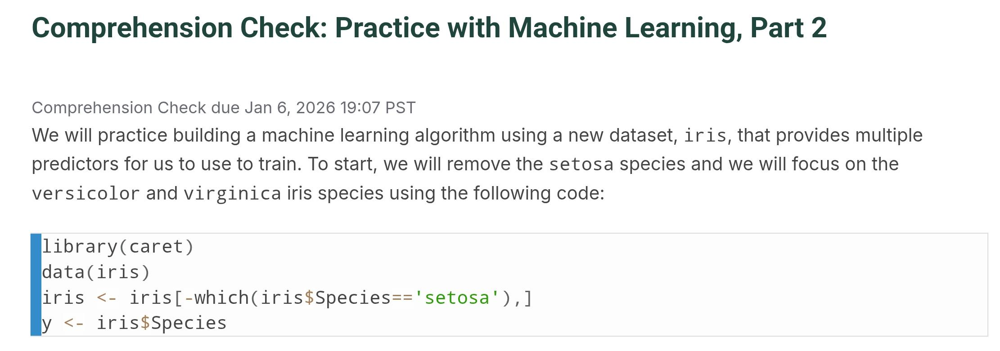 Comprehension Check: Practice with Machine Learning, Part 2
Comprehension Check due Jan 6, 2026 19:07 PST
We will practice building a machine learning algorithm using a new dataset, iris, that provides multiple
predictors for us to use to train. To start, we will remove the setosa species and we will focus on the
versicolor and virginica iris species using the following code:
library(caret)
data(iris)
iris <- iris[-which(iris$Species=='setosa'),]
y <- iris$Species